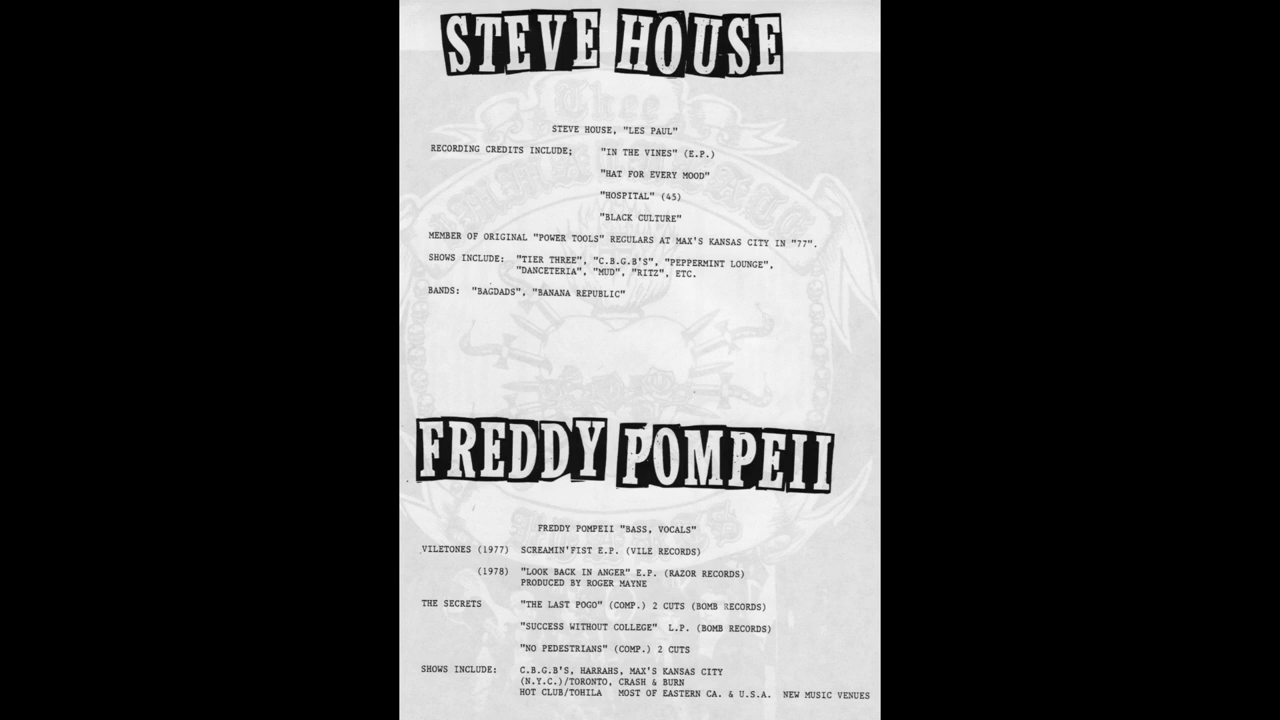 STEVE HOUSE
Thee
STEVE HOUSE, "LES PAUL"
RECORDING CREDITS INCLUDE; "IN THE VINES" (E.P.)
"HAT FOR EVERY MOOD"
"HOSPITAL" (45)
"BLACK CULTURE"
MEMBER OF ORIGINAL "POWER TOOLS" REGULARS AT MAX'S KANSAS CITY IN "77".
SHOWS INCLUDE: "TIER THREE", "C.B.G.B'S", "PEPPERMINT LOUNGE",
"DANCETERIA", "MUD", "RITZ", ETC.
BANDS: "BAGDADS", "BANANA REPUBLIC"
FREDDY POMPEII
FREDDY POMPEII "BASS, VOCALS"
VILETONES (1977) SCREAMIN'FIST E.P. (VILE RECORDS)
(1978) "LOOK BACK IN ANGER" E.P. (RAZOR RECORDS)
PRODUCED BY ROGER MAYNE
THE SECRETS "THE LAST POGO" (COMP.) 2 CUTS (BOMB RECORDS)
"SUCCESS WITHOUT COLLEGE" L.P. (BOMB RECORDS)
"NO PEDESTRIANS" (COMP.) 2 CUTS
SHOWS INCLUDE: C.B.G.B'S, HARRAHS, MAX'S KANSAS CITY
(N.Y.C.)/TORONTO, CRASH & BURN
HOT CLUB/TOHILA MOST OF EASTERN CA. & U.S.A. NEW MUSIC VENUES